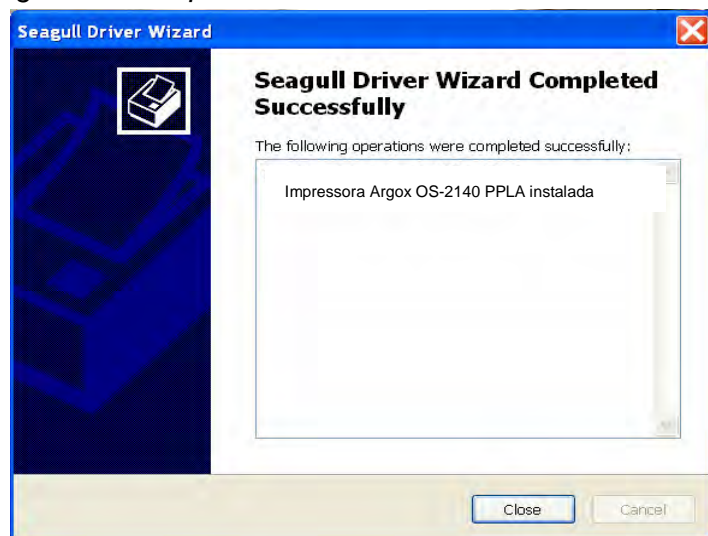 Seagull Driver Wizard
Seagull Driver Wizard Completed
Successfully
The following operations were completed successfully:
Impressora Argox OS-2140 PPLA instalada
Close
Cancel